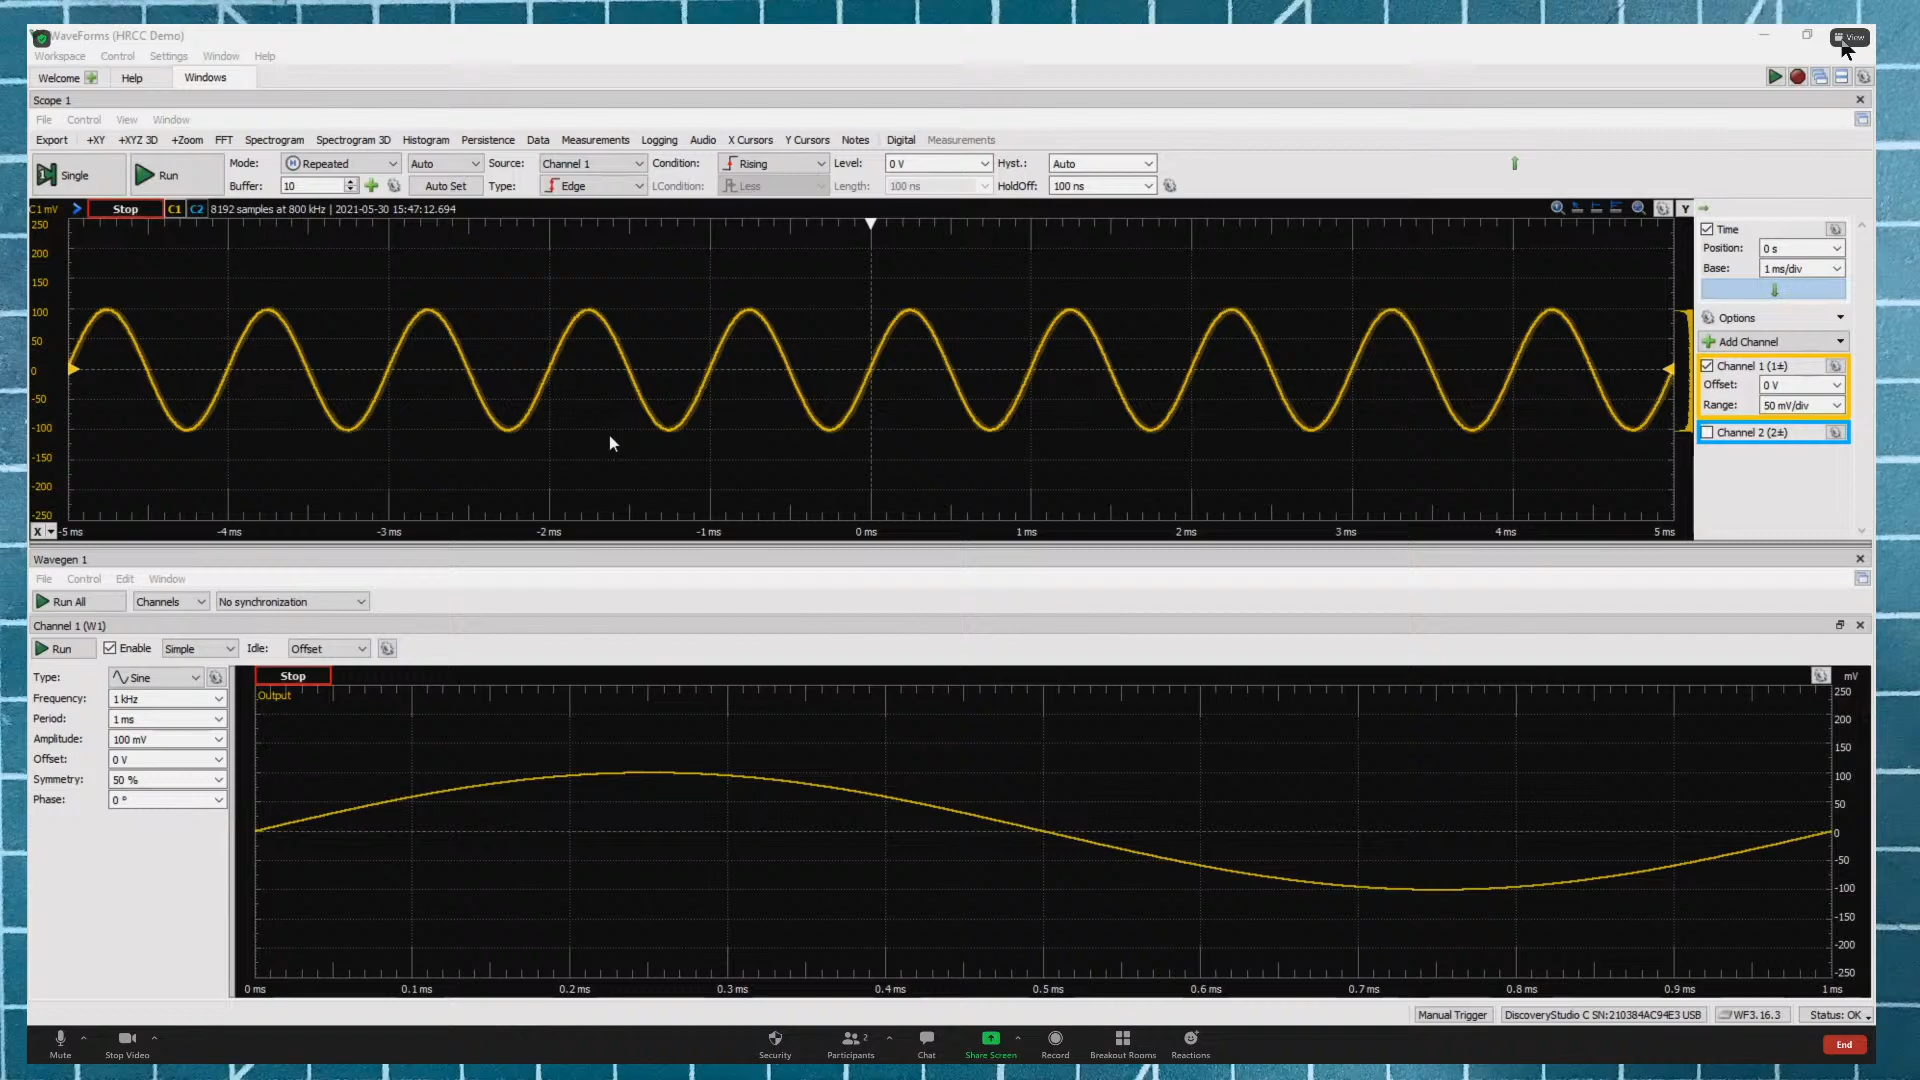 WaveForms (HRCC Demo)
View
Workspace Control Settings Window Help
Welcome Help Windows
Scope 1
File Control View Window
Export +XY +XYZ 3D +Zoom FFT Spectrogram Spectrogram 3D Histogram Persistence Data Measurements Logging Audio X Cursors Y Cursors Notes Digital Measurements
Single Run Mode: Repeated Auto Source: Channel 1 Condition: Rising Level: 0 V Hyst.: Auto
Buffer: 10 Auto Set Type: Edge LCondition: Less Length: 100 ns HoldOff: 100 ns
C1 mV Stop C1 C2 8192 samples at 800 kHz | 2021-05-30 15:47:12.694 Y
250
200
150
100
50
0
-50
-100
-150
-200
-250
X -5 ms -4 ms -3 ms -2 ms -1 ms 0 ms 1 ms 2 ms 3 ms 4 ms 5 ms
Time
Position: 0 s
Base: 1 ms/div
Options
Add Channel
Channel 1 (1±)
Offset: 0 V
Range: 50 mV/div
Channel 2 (2±)
Wavegen 1
File Control Edit Window
Run All Channels No synchronization
Channel 1 (W1)
Run Enable Simple Idle: Offset
Type: Sine
Frequency: 1 kHz
Period: 1 ms
Amplitude: 100 mV
Offset: 0 V
Symmetry: 50 %
Phase: 0 °
Stop mV
Output
250
200
150
100
50
0
-50
-100
-150
-200
-250
0 ms 0.1 ms 0.2 ms 0.3 ms 0.4 ms 0.5 ms 0.6 ms 0.7 ms 0.8 ms 0.9 ms 1 ms
Manual Trigger DiscoveryStudio C SN:210384AC94E3 USB WF3.16.3 Status: OK
Mute Stop Video Security Participants 2 Chat Share Screen Record Breakout Rooms Reactions End